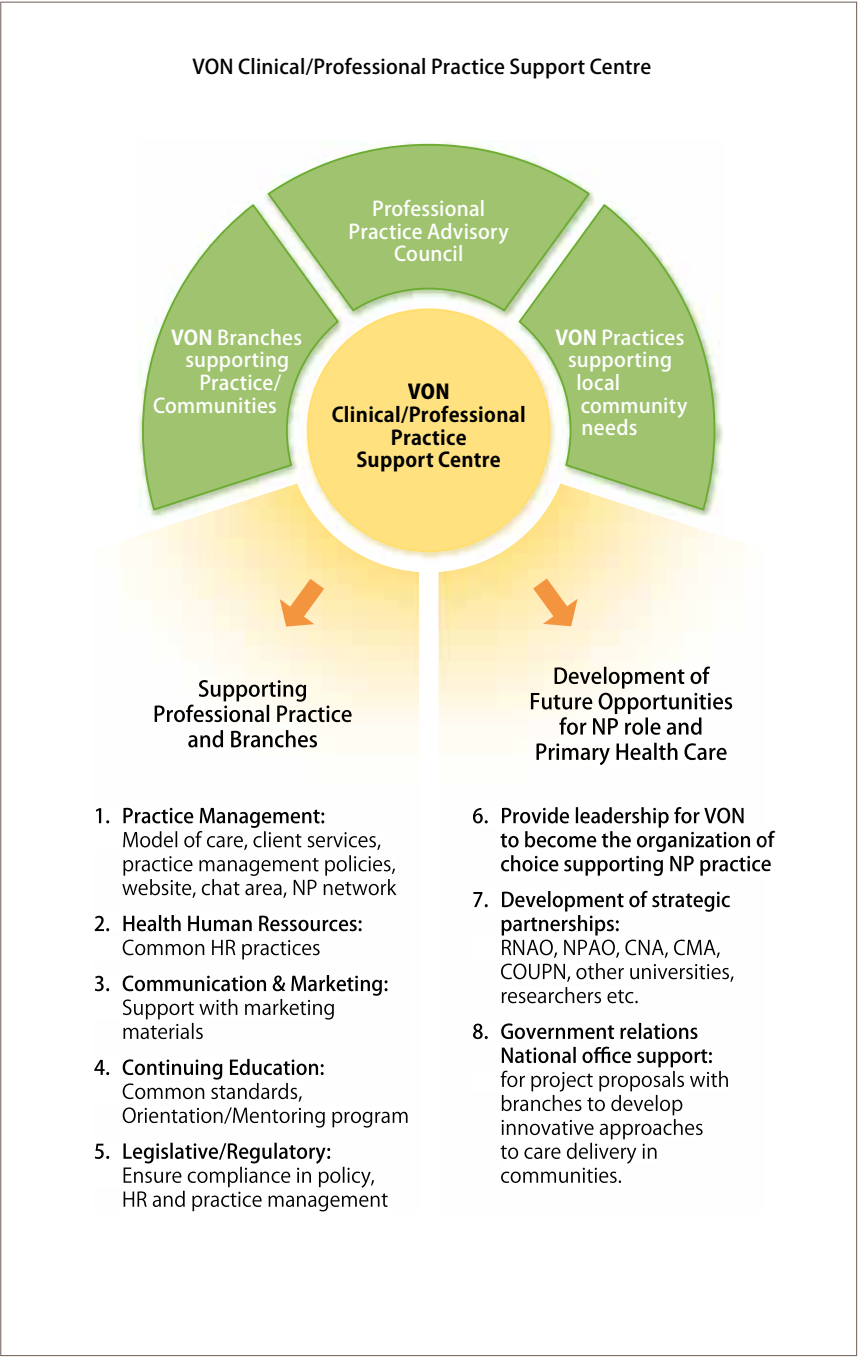 VON Clinical/Professional Practice Support Centre
Professional
Practice Advisory
Council
VON Branches
supporting
Practice/
Communities
VON Practices
supporting
local
community
needs
VON
Clinical/Professional
Practice
Support Centre
Supporting
Professional Practice
and Branches
1. Practice Management:
Model of care, client services,
practice management policies,
website, chat area, NP network
2. Health Human Ressources:
Common HR practices
3. Communication & Marketing:
Support with marketing
materials
4. Continuing Education:
Common standards,
Orientation/Mentoring program
5. Legislative/Regulatory:
Ensure compliance in policy,
HR and practice management
Development of
Future Opportunities
for NP role and
Primary Health Care
6. Provide leadership for VON
to become the organization of
choice supporting NP practice
7. Development of strategic
partnerships:
RNAO, NPAO, CNA, CMA,
COUPN, other universities,
researchers etc.
8. Government relations
National office support:
for project proposals with
branches to develop
innovative approaches
to care delivery in
communities.